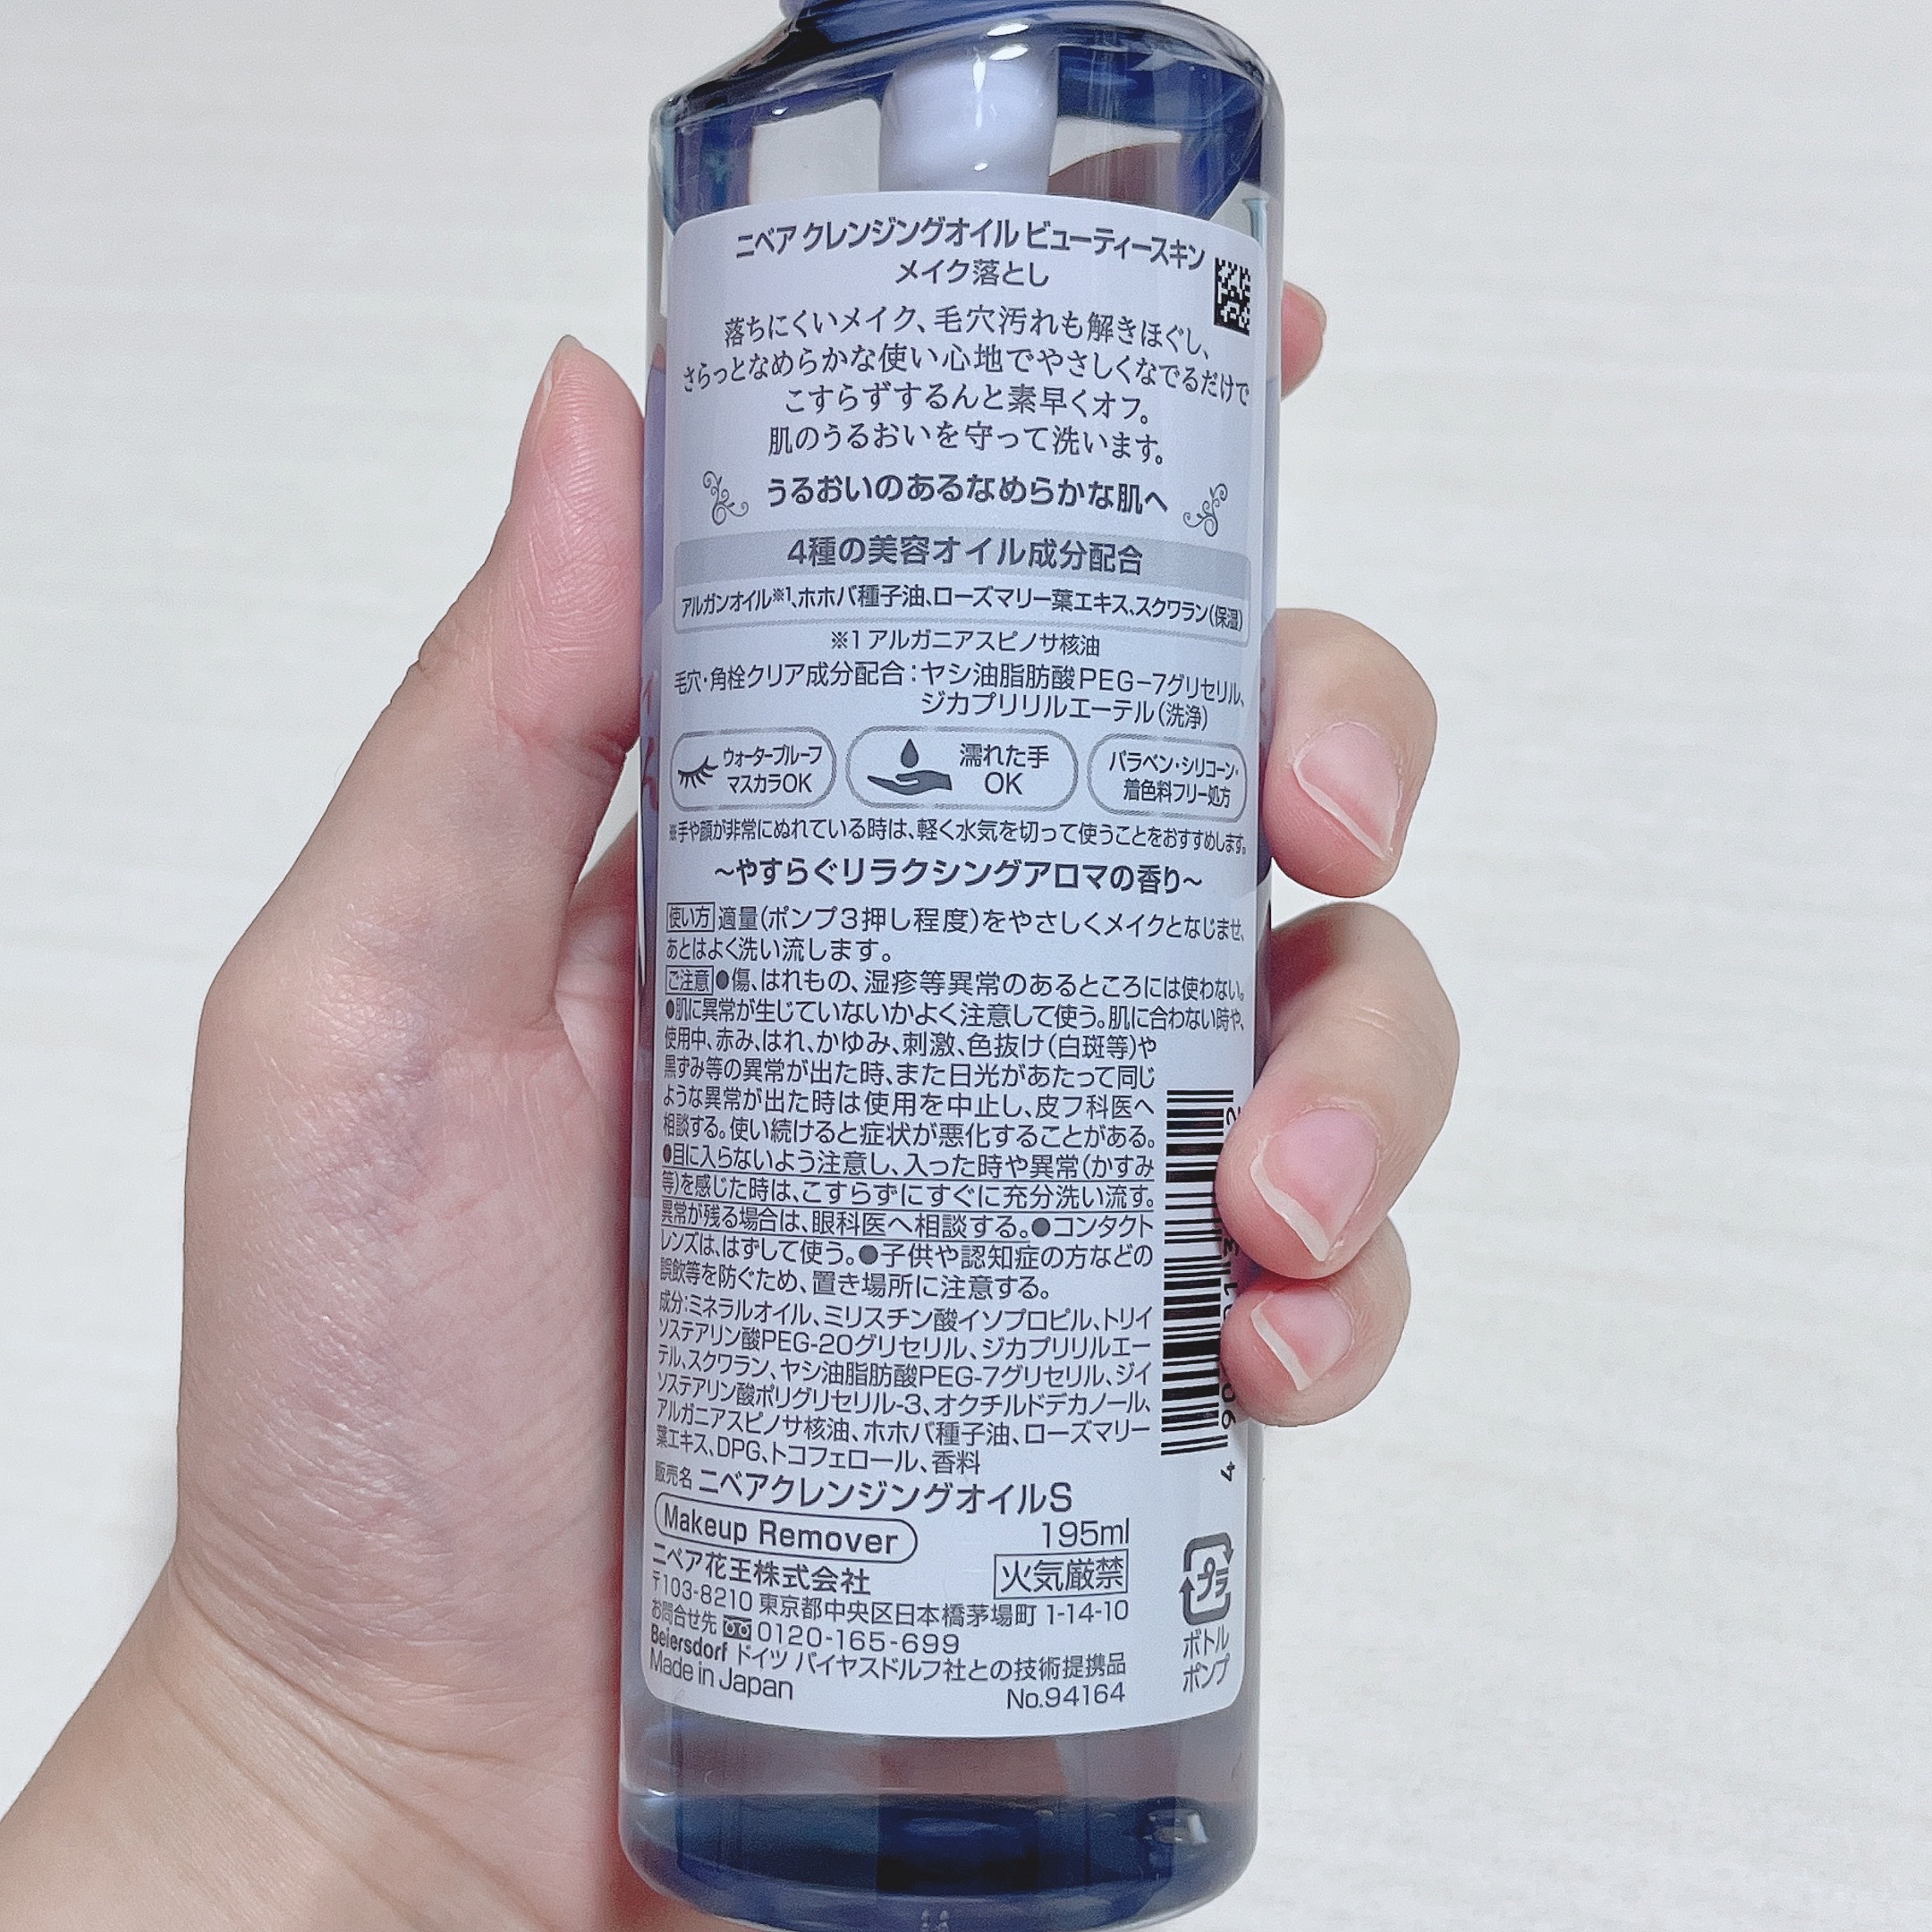 ニベア クレンジングオイル ビューティースキン
メイク落とし
落ちにくいメイク、毛穴汚れも解きほぐし、
さらっとなめらかな使い心地でやさしくなでるだけで
こすらずするんと素早くオフ。
肌のうるおいを守って洗います。
うるおいのあるなめらかな肌へ
4種の美容オイル成分配合
アルガンオイル※1、ホホバ種子油、ローズマリー葉エキス、スクワラン(保湿)
※1 アルガニアスピノサ核油
毛穴・角栓クリア成分配合:ヤシ油脂肪酸PEG-7グリセリル、
ジカプリリルエーテル(洗浄)
ウォータープルーフ
マスカラOK
濡れた手
OK
パラベン・シリコーン・
着色料フリー処方
※手や顔が非常にぬれている時は、軽く水気を切って使うことをおすすめします。
~やすらぐリラクシングアロマの香り~
使い方 適量(ポンプ3押し程度)をやさしくメイクとなじませ、
あとはよく洗い流します。
ご注意 ●傷、はれもの、湿疹等異常のあるところには使わない。
●肌に異常が生じていないかよく注意して使う。肌に合わない時や、
使用中、赤み、はれ、かゆみ、刺激、色抜け(白斑等)や
黒ずみ等の異常が出た時、また日光があたって同じ
ような異常が出た時は使用を中止し、皮フ科医へ
相談する。使い続けると症状が悪化することがある。
●目に入らないよう注意し、入った時や異常(かすみ
等)を感じた時は、こすらずにすぐに充分洗い流す。
異常が残る場合は、眼科医へ相談する。●コンタクト
レンズは、はずして使う。●子供や認知症の方などの
誤飲等を防ぐため、置き場所に注意する。
成分:ミネラルオイル、ミリスチン酸イソプロピル、トリイ
ソステアリン酸PEG-20グリセリル、ジカプリリルエー
テル、スクワラン、ヤシ油脂肪酸PEG-7グリセリル、ジイ
ソステアリン酸ポリグリセリル-3、オクチルドデカノール、
アルガニアスピノサ核油、ホホバ種子油、ローズマリー
葉エキス、DPG、トコフェロール、香料
販売名 ニベアクレンジングオイルS
Makeup Remover
195ml
ニベア花王株式会社
火気厳禁
〒103-8210 東京都中央区日本橋茅場町 1-14-10
お問合せ先 0120-165-699
Beiersdorf ドイツ バイヤスドルフ社との技術提携品
Made in Japan
No.94164
プラ
ボトル
ポンプ